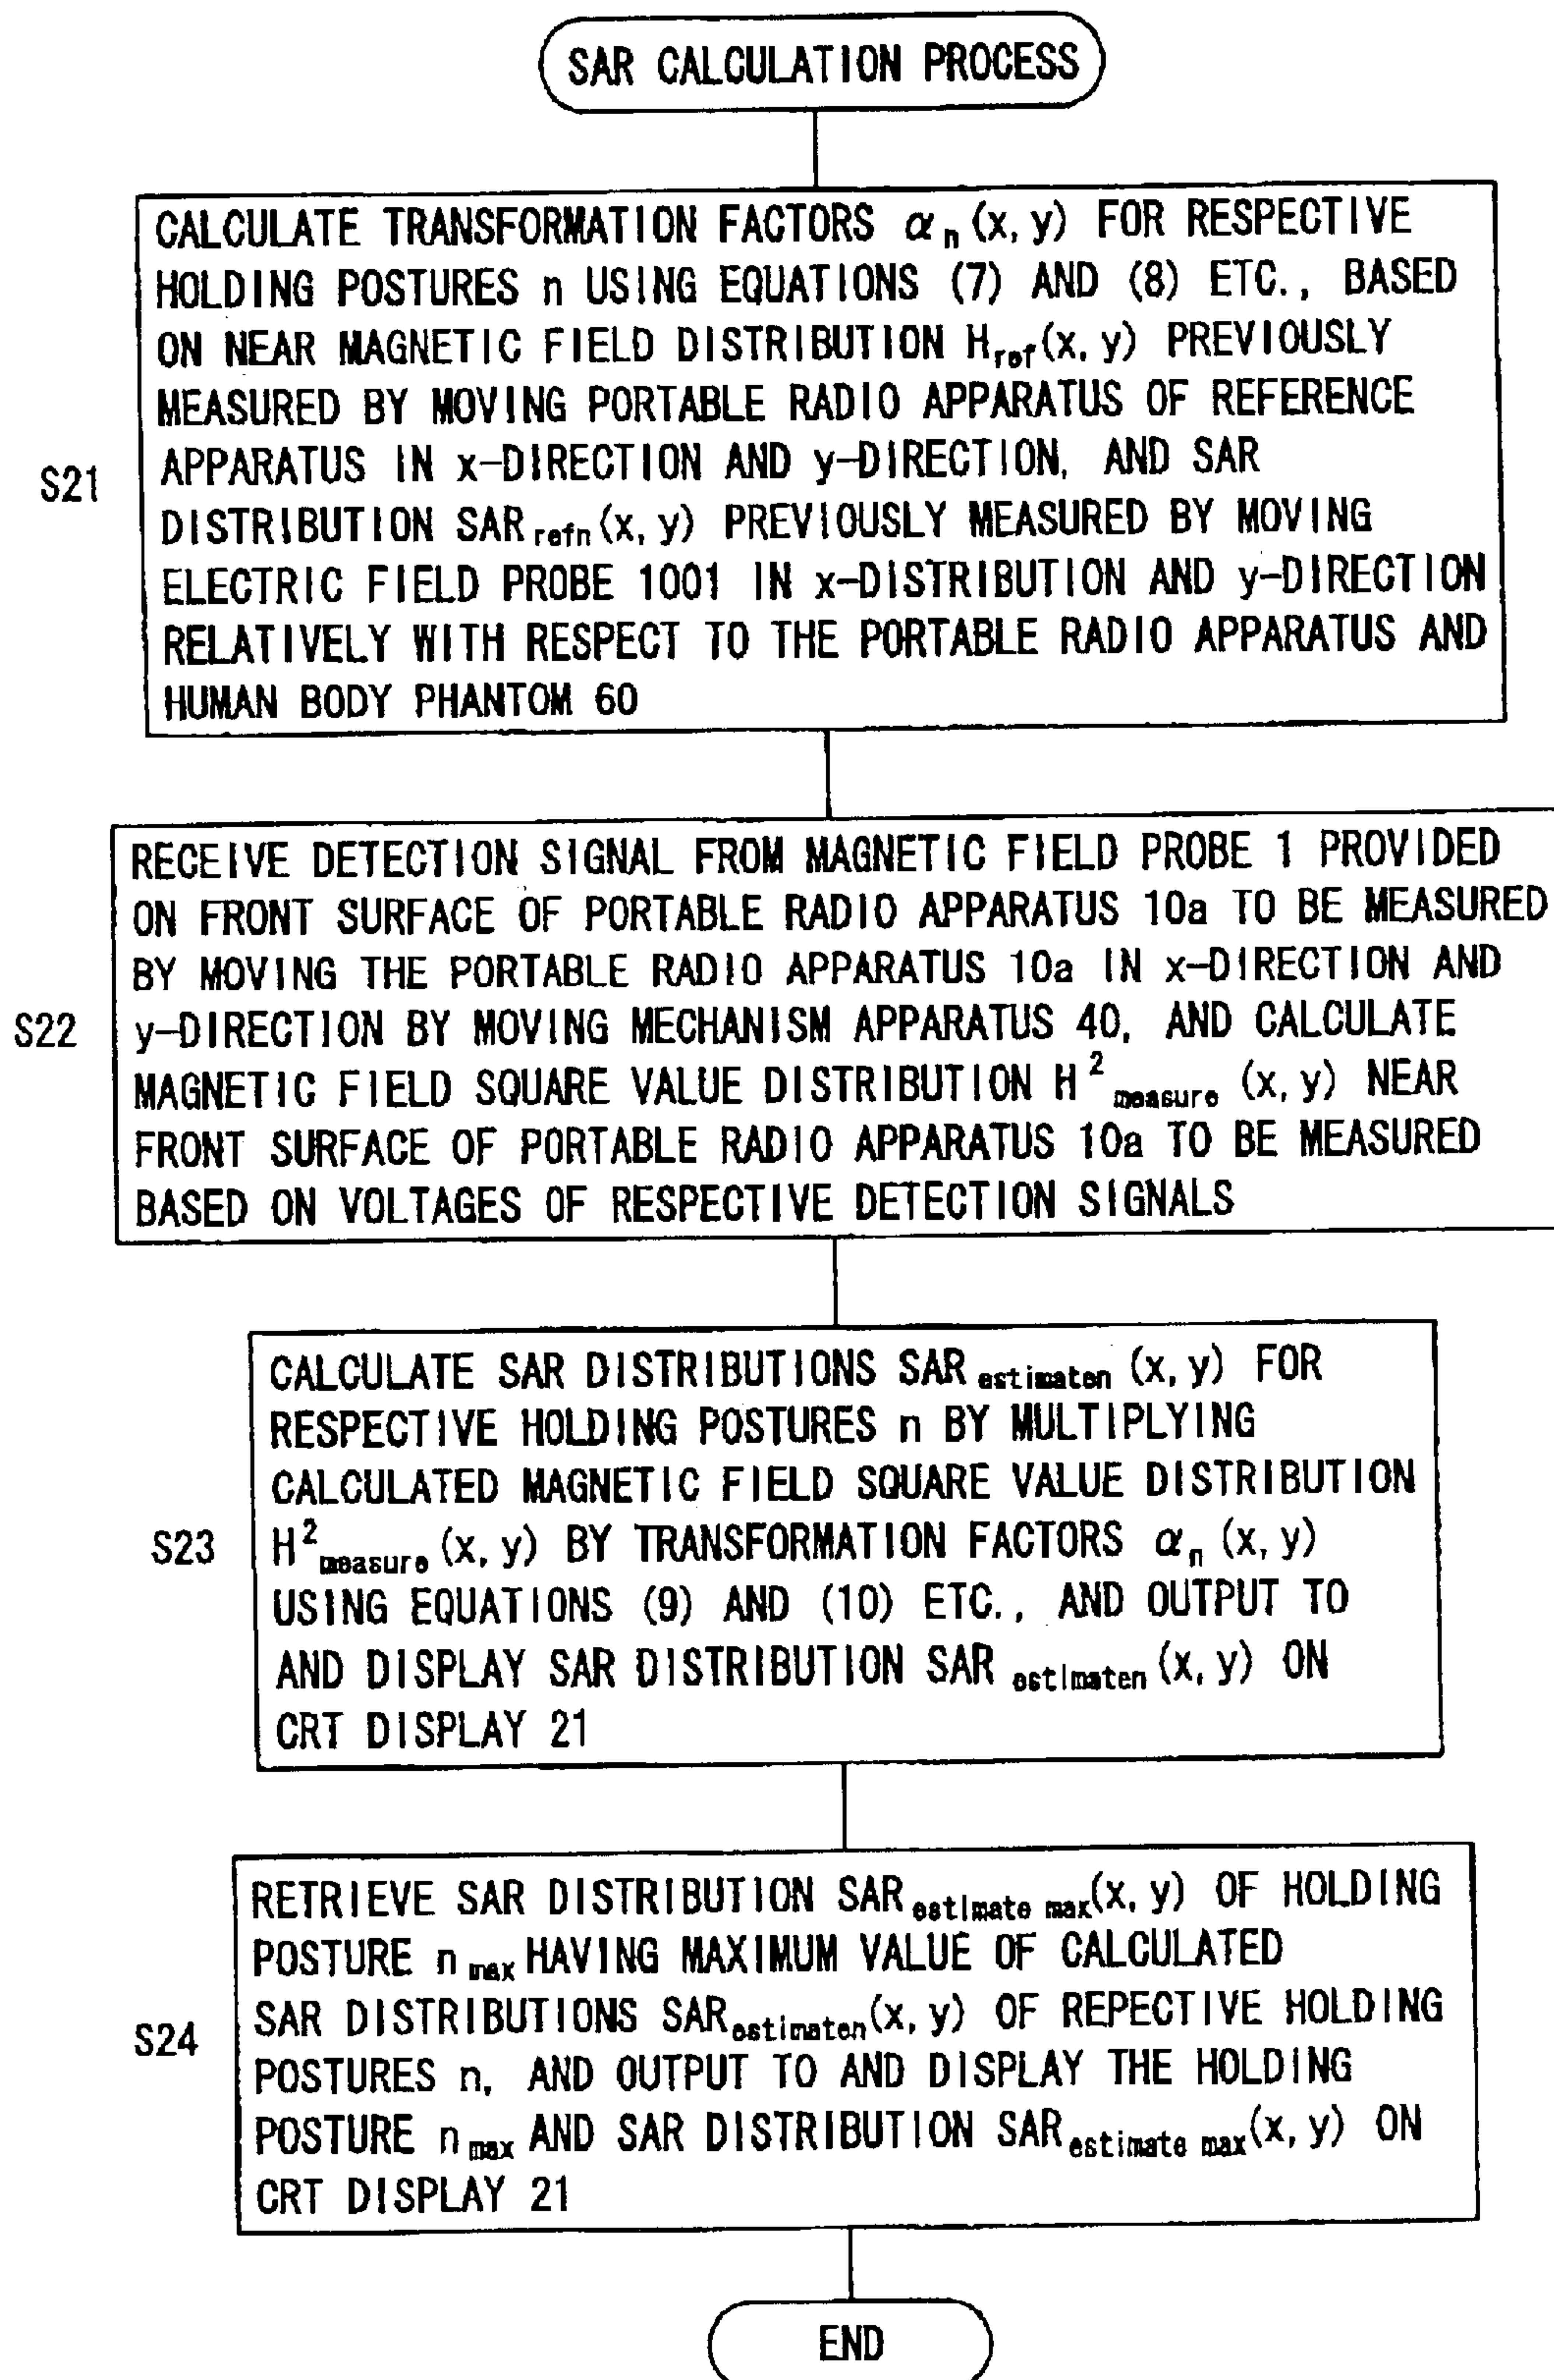 SAR CALCULATION PROCESS
CALCULATE TRANSFORMATION FACTORS αn(x, y) FOR RESPECTIVE
HOLDING POSTURES n USING EQUATIONS (7) AND (8) ETC., BASED
ON NEAR MAGNETIC FIELD DISTRIBUTION Href(x, y) PREVIOUSLY
MEASURED BY MOVING PORTABLE RADIO APPARATUS OF REFERENCE
APPARATUS IN x-DIRECTION AND y-DIRECTION, AND SAR
S21
DISTRIBUTION SARrefn(x, y) PREVIOUSLY MEASURED BY MOVING
ELECTRIC FIELD PROBE 1001 IN x-DISTRIBUTION AND y-DIRECTION
RELATIVELY WITH RESPECT TO THE PORTABLE RADIO APPARATUS AND
HUMAN BODY PHANTOM 60
RECEIVE DETECTION SIGNAL FROM MAGNETIC FIELD PROBE 1 PROVIDED
ON FRONT SURFACE OF PORTABLE RADIO APPARATUS 10a TO BE MEASURED
BY MOVING THE PORTABLE RADIO APPARATUS 10a IN x-DIRECTION AND
S22
y-DIRECTION BY MOVING MECHANISM APPARATUS 40, AND CALCULATE
MAGNETIC FIELD SQUARE VALUE DISTRIBUTION H²measure (x, y) NEAR
FRONT SURFACE OF PORTABLE RADIO APPARATUS 10a TO BE MEASURED
BASED ON VOLTAGES OF RESPECTIVE DETECTION SIGNALS
CALCULATE SAR DISTRIBUTIONS SARestimaten (x, y) FOR
RESPECTIVE HOLDING POSTURES n BY MULTIPLYING
CALCULATED MAGNETIC FIELD SQUARE VALUE DISTRIBUTION
S23
H²measure (x, y) BY TRANSFORMATION FACTORS αn (x, y)
USING EQUATIONS (9) AND (10) ETC., AND OUTPUT TO
AND DISPLAY SAR DISTRIBUTION SAR estimaten (x, y) ON
CRT DISPLAY 21
RETRIEVE SAR DISTRIBUTION SARestimate max(x, y) OF HOLDING
POSTURE nmax HAVING MAXIMUM VALUE OF CALCULATED
SAR DISTRIBUTIONS SARestimaten(x, y) OF REPECTIVE HOLDING
S24
POSTURES n, AND OUTPUT TO AND DISPLAY THE HOLDING
POSTURE nmax AND SAR DISTRIBUTION SARestimate max(x, y) ON
CRT DISPLAY 21
END